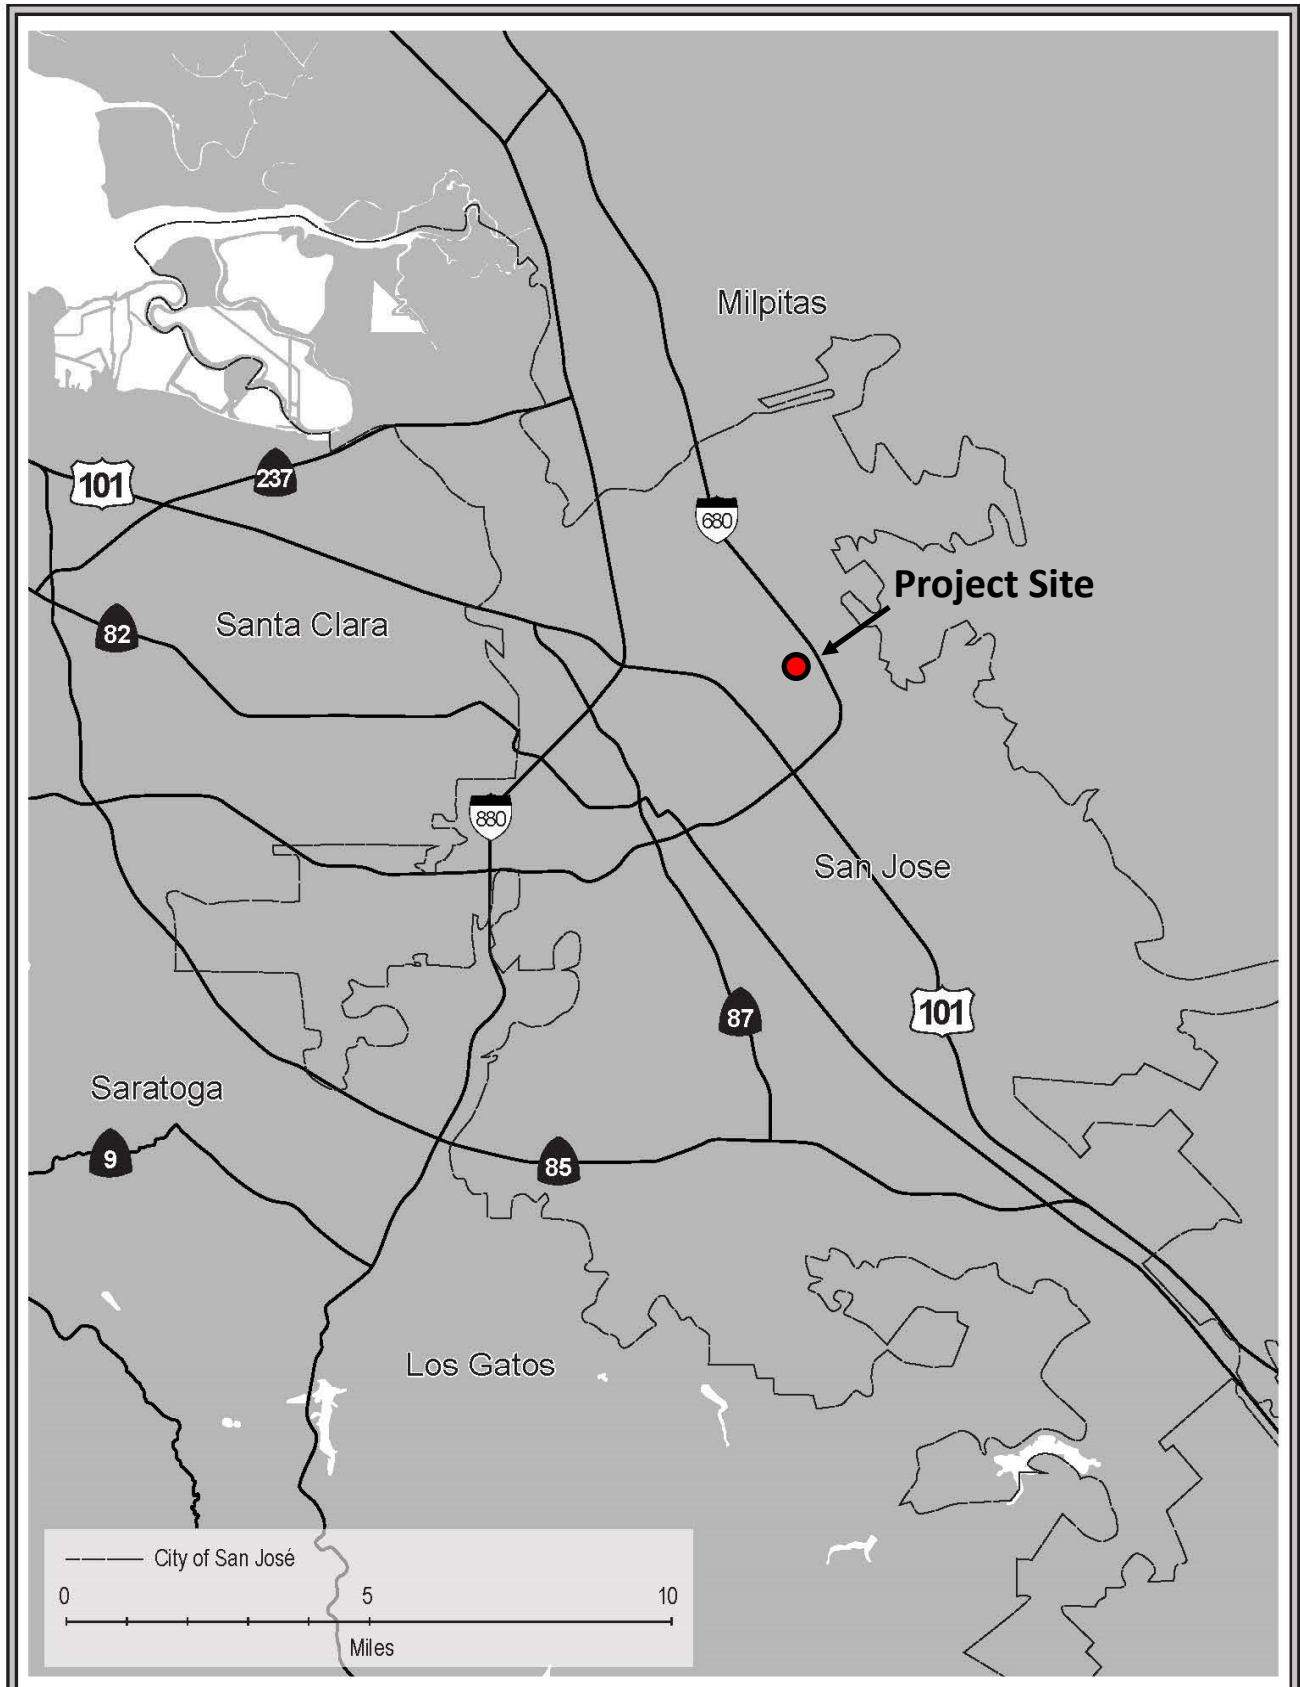 Milpitas
101
237
680
Project Site
82
Santa Clara
880
San Jose
87
101
Saratoga
9
85
Los Gatos
City of San José
0 5 10
Miles